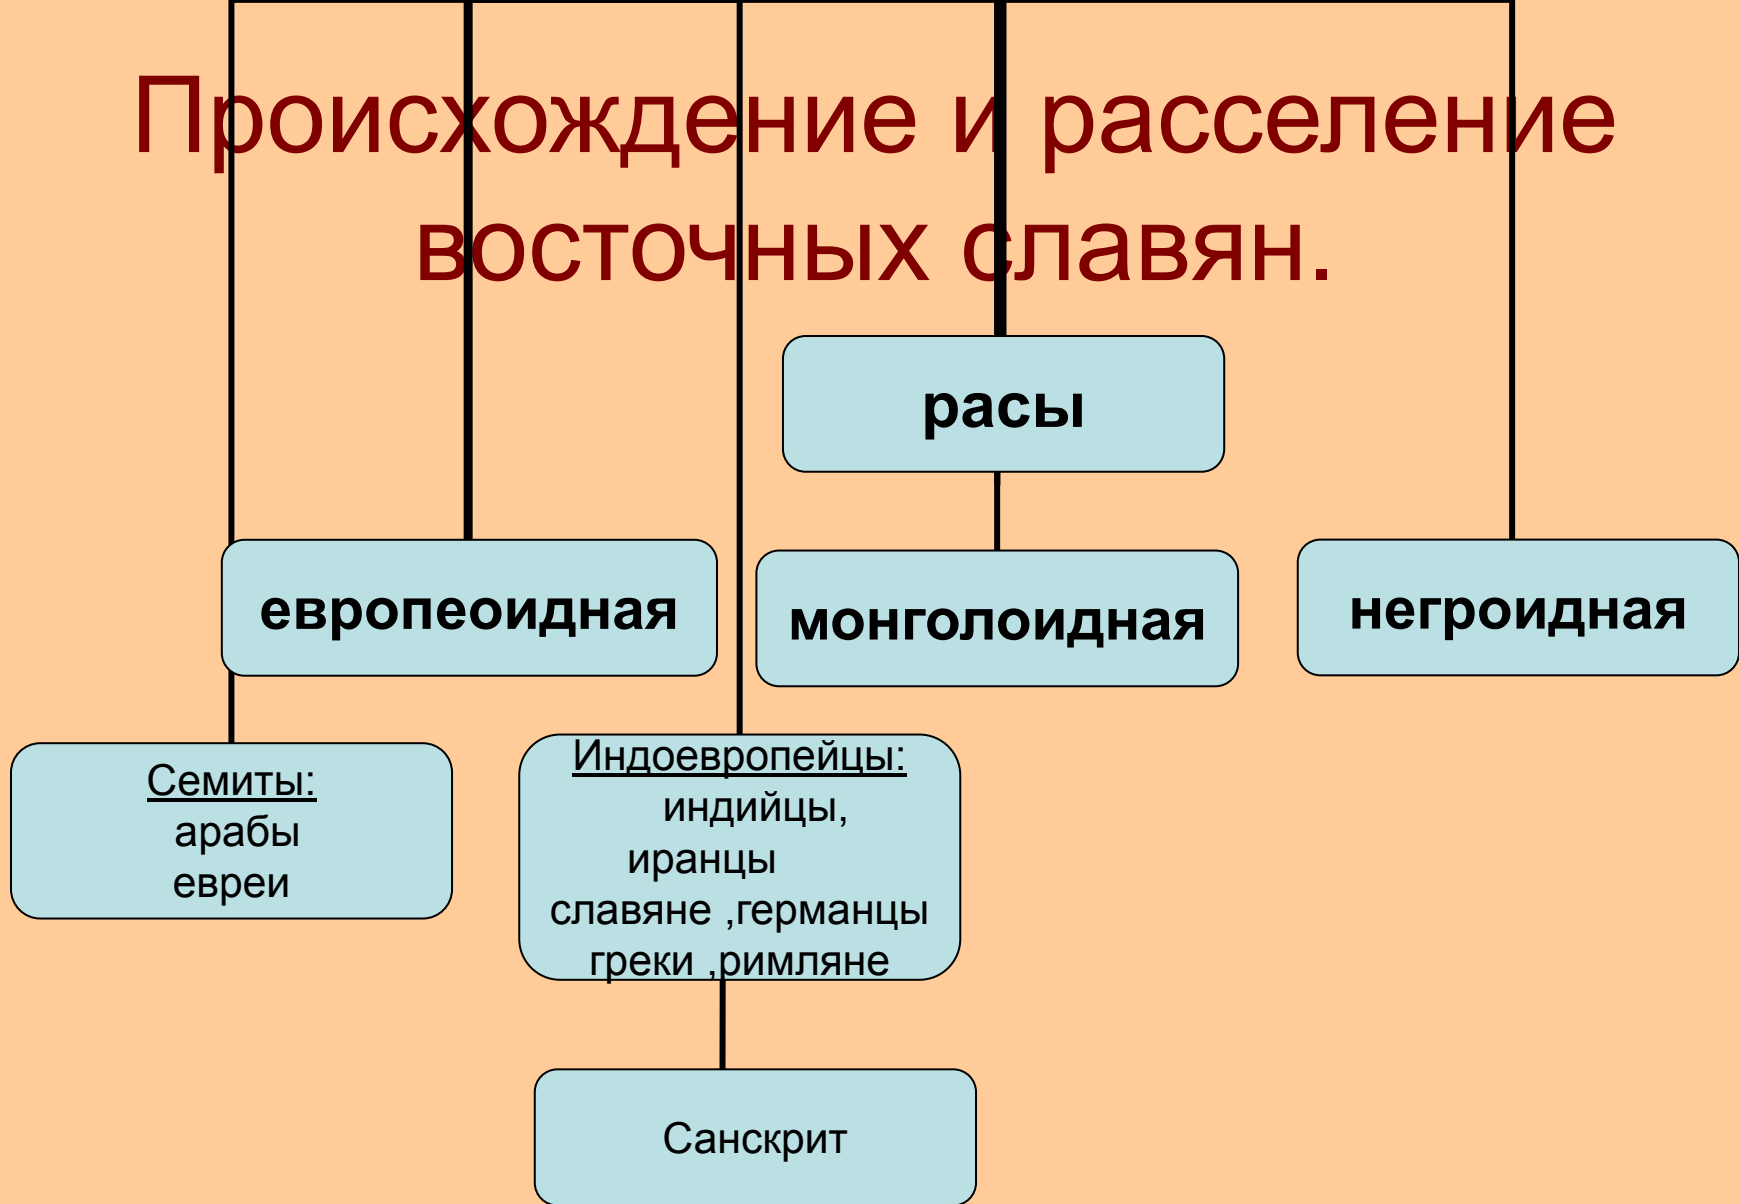 Происхождение и расселение
восточных славян.
расы
европеоидная
монголоидная
негроидная
Семиты:
арабы
евреи
Индоевропейцы:
индийцы,
иранцы
славяне ,германцы
греки ,римляне
Санскрит